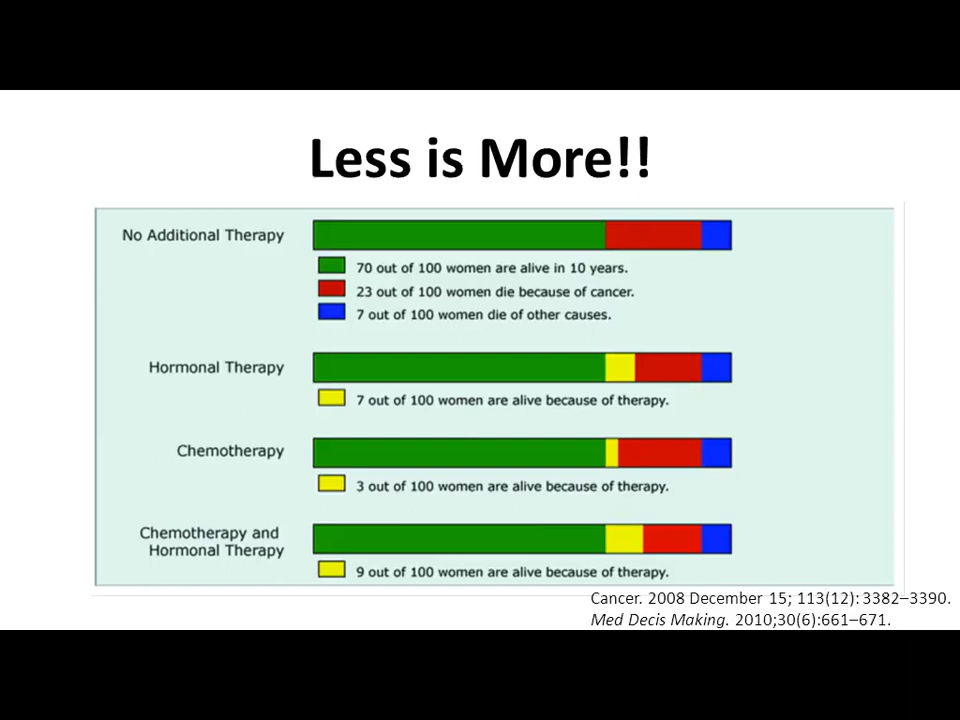 Less is More!!
No Additional Therapy
70 out of 100 women are alive in 10 years.
23 out of 100 women die because of cancer.
7 out of 100 women die of other causes.
Hormonal Therapy
7 out of 100 women are alive because of therapy.
Chemotherapy
3 out of 100 women are alive because of therapy.
Chemotherapy and
Hormonal Therapy
9 out of 100 women are alive because of therapy.
Cancer. 2008 December 15; 113(12): 3382–3390.
Med Decis Making. 2010;30(6):661–671.